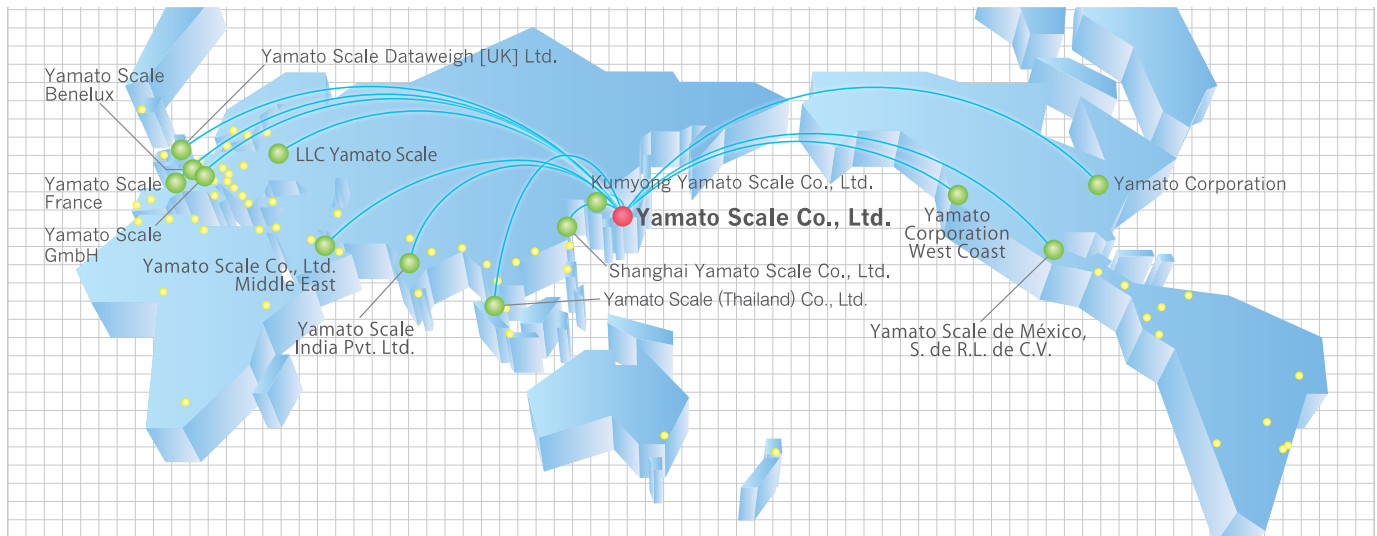 Yamato Scale Dataweigh [UK] Ltd.
Yamato Scale
Benelux
LLC Yamato Scale
Yamato Scale
France
Yamato Scale
GmbH
Yamato Scale Co., Ltd.
Middle East
Yamato Scale
India Pvt. Ltd.
Kumyong Yamato Scale Co., Ltd.
Yamato Scale Co., Ltd.
Shanghai Yamato Scale Co., Ltd.
Yamato Scale (Thailand) Co., Ltd.
Yamato Corporation
Yamato
Corporation
West Coast
Yamato Scale de México,
S. de R.L. de C.V.